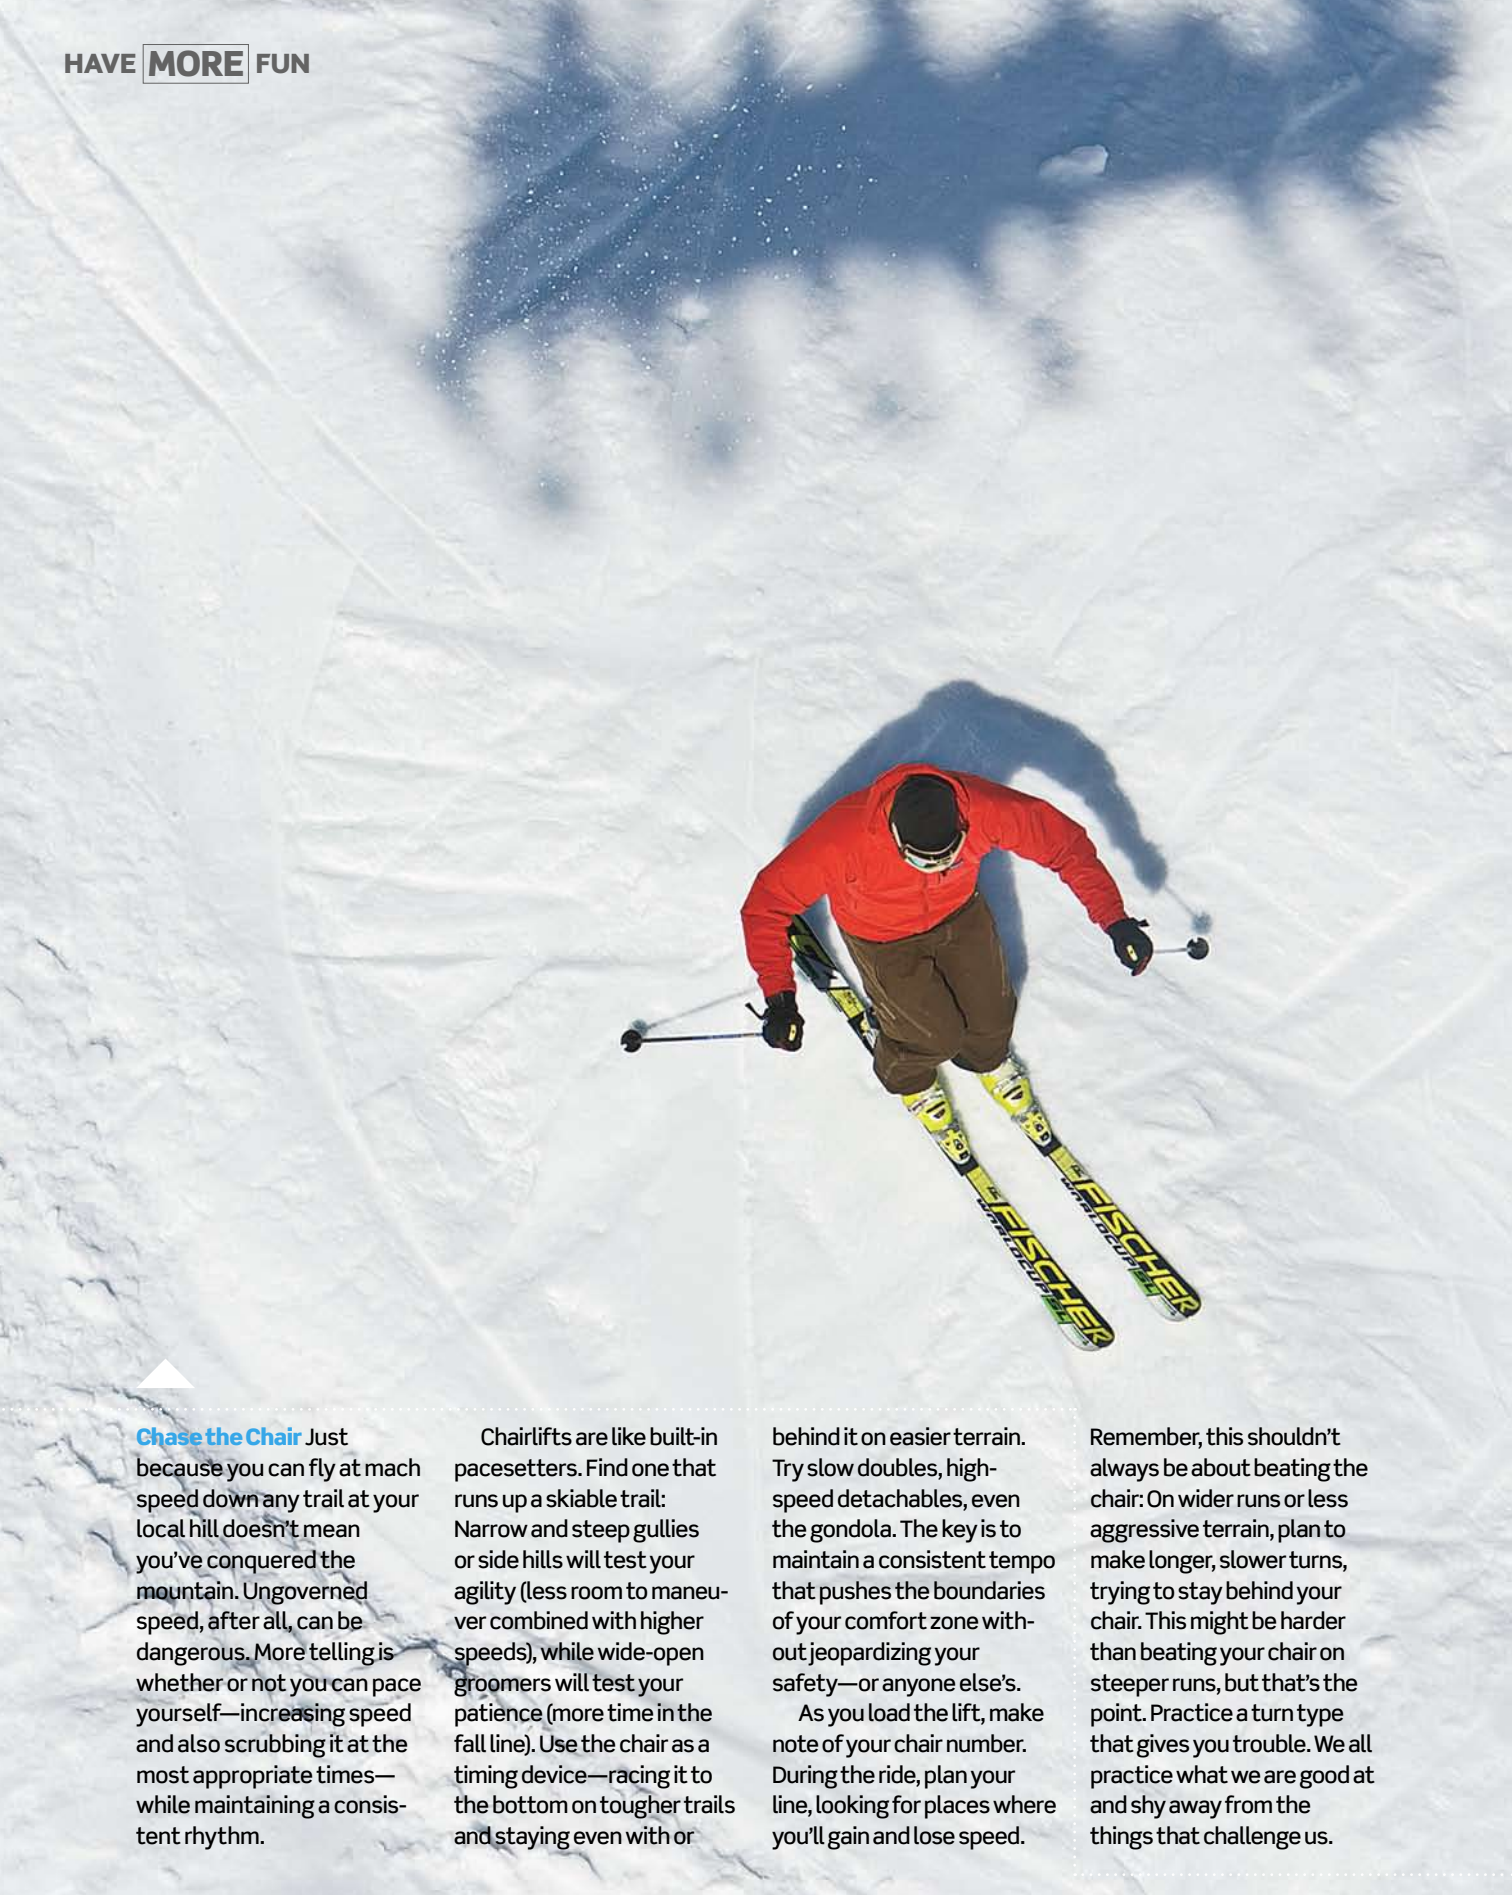 HAVE MORE FUN
FISCHER
WORLDCUP SL
FISCHER
WORLDCUP SL
Chase the Chair Just
because you can fly at mach
speed down any trail at your
local hill doesn't mean
you've conquered the
mountain. Ungoverned
speed, after all, can be
dangerous. More telling is
whether or not you can pace
yourself—increasing speed
and also scrubbing it at the
most appropriate times—
while maintaining a consis-
tent rhythm.
Chairlifts are like built-in
pacesetters. Find one that
runs up a skiable trail:
Narrow and steep gullies
or side hills will test your
agility (less room to maneu-
ver combined with higher
speeds), while wide-open
groomers will test your
patience (more time in the
fall line). Use the chair as a
timing device—racing it to
the bottom on tougher trails
and staying even with or
behind it on easier terrain.
Try slow doubles, high-
speed detachables, even
the gondola. The key is to
maintain a consistent tempo
that pushes the boundaries
of your comfort zone with-
out jeopardizing your
safety—or anyone else's.
As you load the lift, make
note of your chair number.
During the ride, plan your
line, looking for places where
you'll gain and lose speed.
Remember, this shouldn't
always be about beating the
chair: On wider runs or less
aggressive terrain, plan to
make longer, slower turns,
trying to stay behind your
chair. This might be harder
than beating your chair on
steeper runs, but that's the
point. Practice a turn type
that gives you trouble. We all
practice what we are good at
and shy away from the
things that challenge us.